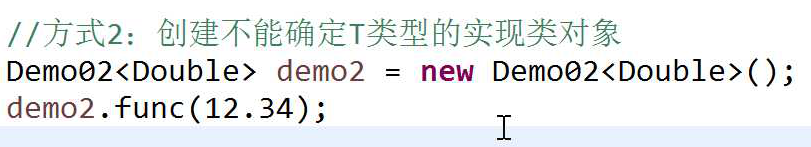 //方式2：创建不能确定T类型的实现类对象
Demo02<Double> demo2 = new Demo02<Double>();
demo2.func(12.34);